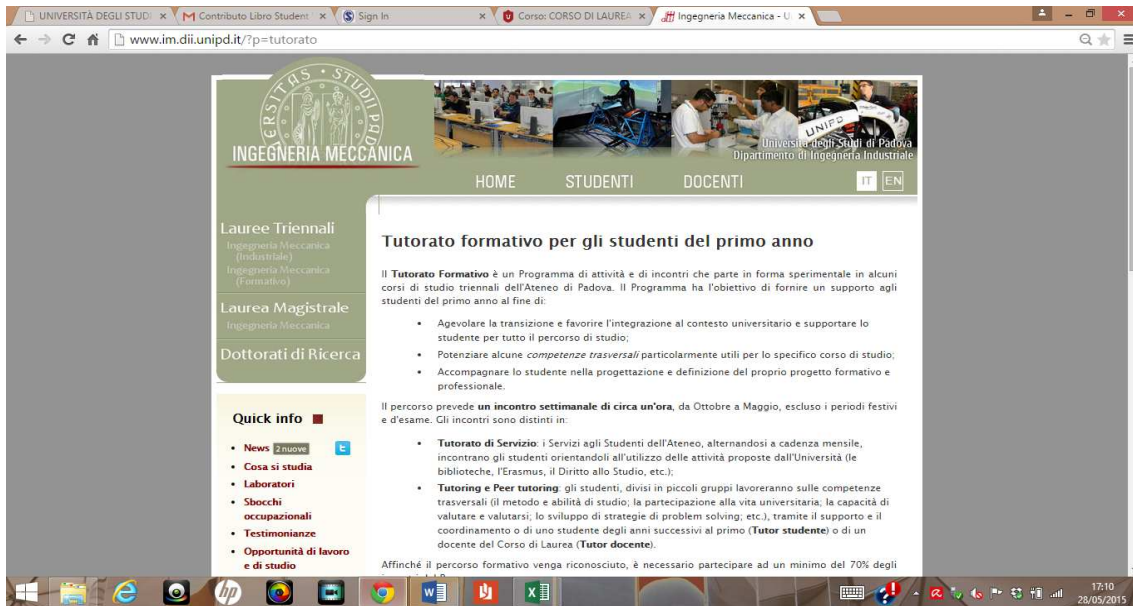 UNIVERSITÀ DEGLI STUDI
Contributo Libro Student
Sign In
Corso: CORSO DI LAUREA
Ingegneria Meccanica - U
www.im.dii.unipd.it/?p=tutorato
INGEGNERIA MECCANICA
UNIPD
Università degli Studi di Padova
Dipartimento di Ingegneria Industriale
HOME STUDENTI DOCENTI IT EN
Lauree Triennali
Ingegneria Meccanica
(Industriale)
Ingegneria Meccanica
(Formativo)
Laurea Magistrale
Ingegneria Meccanica
Dottorati di Ricerca
Quick info
• News 2 nuove
• Cosa si studia
• Laboratori
• Sbocchi
occupazionali
• Testimonianze
• Opportunità di lavoro
e di studio
Tutorato formativo per gli studenti del primo anno
Il Tutorato Formativo è un Programma di attività e di incontri che parte in forma sperimentale in alcuni
corsi di studio triennali dell'Ateneo di Padova. Il Programma ha l'obiettivo di fornire un supporto agli
studenti del primo anno al fine di:
• Agevolare la transizione e favorire l'integrazione al contesto universitario e supportare lo
studente per tutto il percorso di studio;
• Potenziare alcune competenze trasversali particolarmente utili per lo specifico corso di studio;
• Accompagnare lo studente nella progettazione e definizione del proprio progetto formativo e
professionale.
Il percorso prevede un incontro settimanale di circa un'ora, da Ottobre a Maggio, escluso i periodi festivi
e d'esame. Gli incontri sono distinti in:
• Tutorato di Servizio: i Servizi agli Studenti dell'Ateneo, alternandosi a cadenza mensile,
incontrano gli studenti orientandoli all'utilizzo delle attività proposte dall'Università (le
biblioteche, l'Erasmus, il Diritto allo Studio, etc.);
• Tutoring e Peer tutoring: gli studenti, divisi in piccoli gruppi lavoreranno sulle competenze
trasversali (il metodo e abilità di studio; la partecipazione alla vita universitaria; la capacità di
valutare e valutarsi; lo sviluppo di strategie di problem solving; etc.), tramite il supporto e il
coordinamento o di uno studente degli anni successivi al primo (Tutor studente) o di un
docente del Corso di Laurea (Tutor docente).
Affinché il percorso formativo venga riconosciuto, è necessario partecipare ad un minimo del 70% degli
17:10
28/05/2015